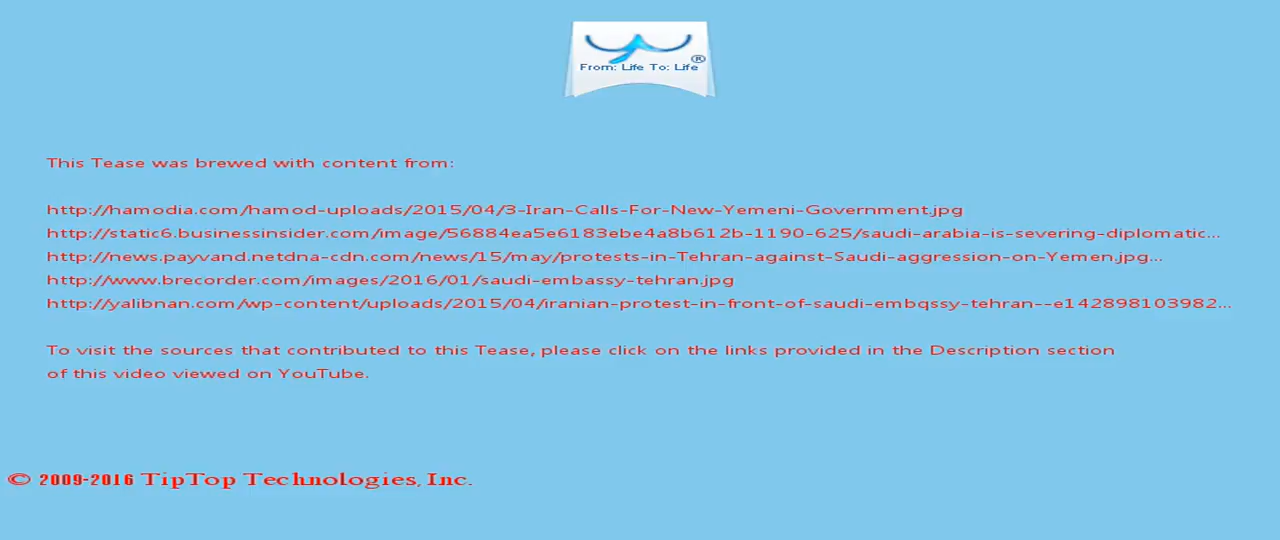 From: Life To: Life®
This Tease was brewed with content from:
http://hamodia.com/hamod-uploads/2015/04/3-Iran-Calls-For-New-Yemeni-Government.jpg
http://static6.businessinsider.com/image/56884ea5e6183ebe4a8b612b-1190-625/saudi-arabia-is-severing-diplomatic...
http://news.payvand.netdna-cdn.com/news/15/may/protests-in-Tehran-against-Saudi-aggression-on-Yemen.jpg...
http://www.brecorder.com/images/2016/01/saudi-embassy-tehran.jpg
http://yalibnan.com/wp-content/uploads/2015/04/iranian-protest-in-front-of-saudi-embqssy-tehran--e142898103982...
To visit the sources that contributed to this Tease, please click on the links provided in the Description section
of this video viewed on YouTube.
© 2009-2016 TipTop Technologies, Inc.